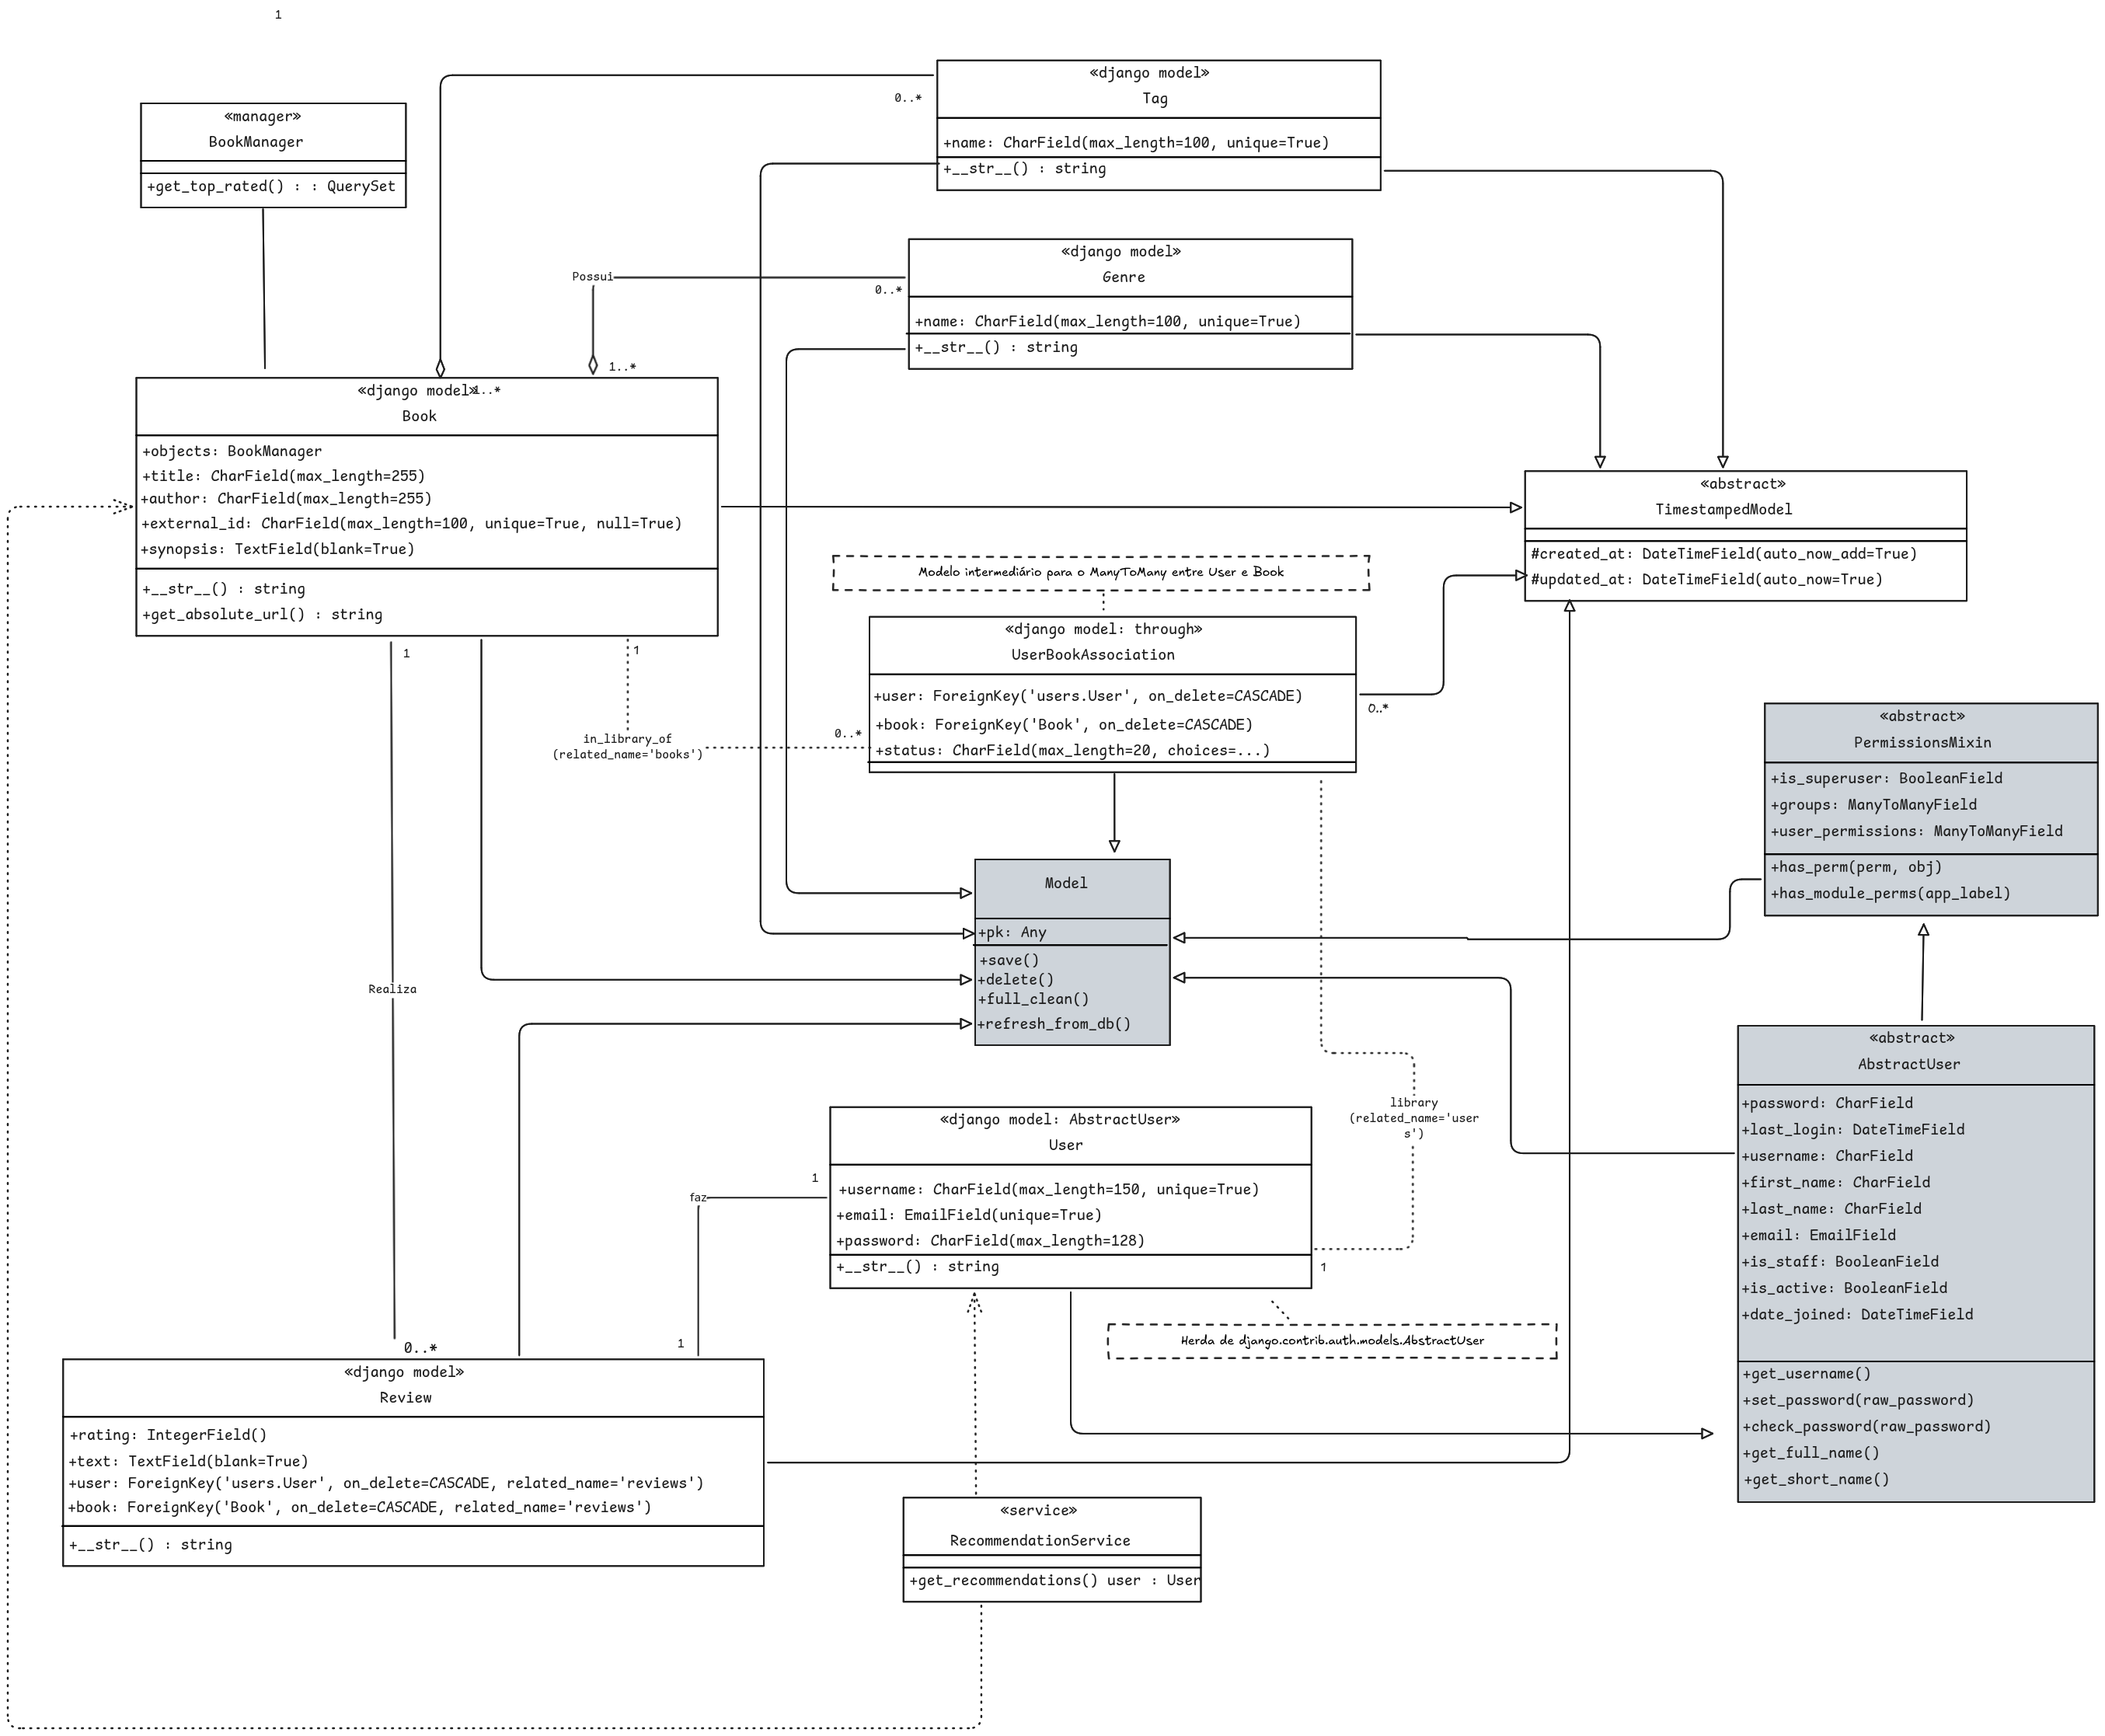 1
«django model»
Tag
0..*
+name: CharField(max_length=100, unique=True)
+__str__() : string
«manager»
BookManager
+get_top_rated() : : QuerySet
«django model»
Genre
Possui
0..*
+name: CharField(max_length=100, unique=True)
+__str__() : string
1..*
«django model»
1..*
Book
+objects: BookManager
+title: CharField(max_length=255)
+author: CharField(max_length=255)
+external_id: CharField(max_length=100, unique=True, null=True)
+synopsis: TextField(blank=True)
+__str__() : string
+get_absolute_url() : string
«abstract»
TimestampedModel
#created_at: DateTimeField(auto_now_add=True)
#updated_at: DateTimeField(auto_now=True)
Modelo intermediário para o ManyToMany entre User e Book
«django model: through»
UserBookAssociation
+user: ForeignKey('users.User', on_delete=CASCADE)
+book: ForeignKey('Book', on_delete=CASCADE)
+status: CharField(max_length=20, choices=...)
0..*
1
1
in_library_of
(related_name='books')
0..*
«abstract»
PermissionsMixin
+is_superuser: BooleanField
+groups: ManyToManyField
+user_permissions: ManyToManyField
+has_perm(perm, obj)
+has_module_perms(app_label)
Model
+pk: Any
+save()
+delete()
+full_clean()
+refresh_from_db()
Realiza
«abstract»
AbstractUser
+password: CharField
+last_login: DateTimeField
+username: CharField
+first_name: CharField
+last_name: CharField
+email: EmailField
+is_staff: BooleanField
+is_active: BooleanField
+date_joined: DateTimeField
+get_username()
+set_password(raw_password)
+check_password(raw_password)
+get_full_name()
+get_short_name()
library
(related_name='user
s')
«django model: AbstractUser»
User
+username: CharField(max_length=150, unique=True)
+email: EmailField(unique=True)
+password: CharField(max_length=128)
+__str__() : string
1
faz
1
1
Herda de django.contrib.auth.models.AbstractUser
0..*
«django model»
Review
+rating: IntegerField()
+text: TextField(blank=True)
+user: ForeignKey('users.User', on_delete=CASCADE, related_name='reviews')
+book: ForeignKey('Book', on_delete=CASCADE, related_name='reviews')
+__str__() : string
«service»
RecommendationService
+get_recommendations() user : User